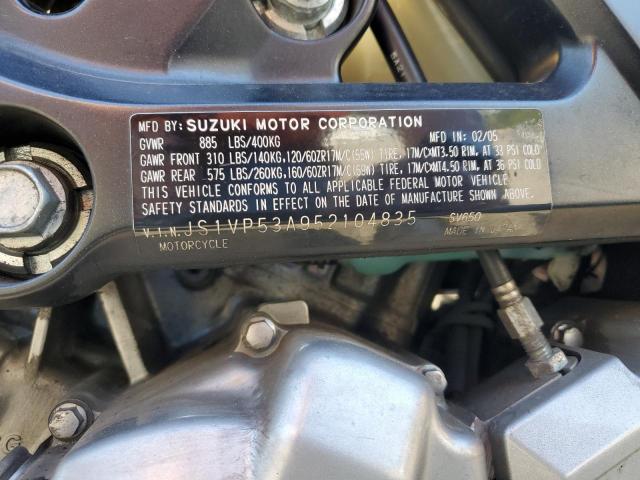 MFD BY: SUZUKI MOTOR CORPORATION
GVWR 885 LBS/400KG MFD IN: 02/05
GAWR FRONT 310 LBS/140KG,120/60ZR17M/C(55W) TIRE, 17M/CXMT3.50 RIM, AT 33 PSI COLD
GAWR REAR 575 LBS/260KG,160/60ZR17M/C(69W) TIRE, 17M/CXMT4.50 RIM, AT 36 PSI COLD
THIS VEHICLE CONFORMS TO ALL APPLICABLE FEDERAL MOTOR VEHICLE
SAFETY STANDARDS IN EFFECT ON THE DATE OF MANUFACTURE SHOWN ABOVE.
V.I.N. JS1VP53A952104835 SV650
MOTORCYCLE MADE IN JAPAN